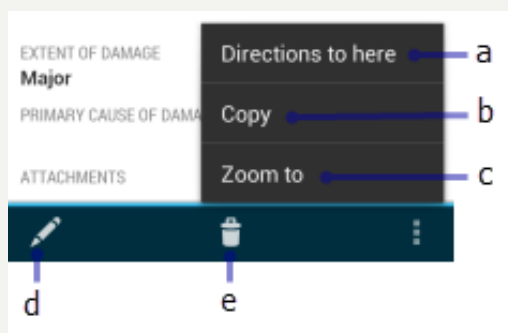 EXTENT OF DAMAGE
Major
PRIMARY CAUSE OF DAMA
ATTACHMENTS
Directions to here
Copy
Zoom to
a
b
c
d
e